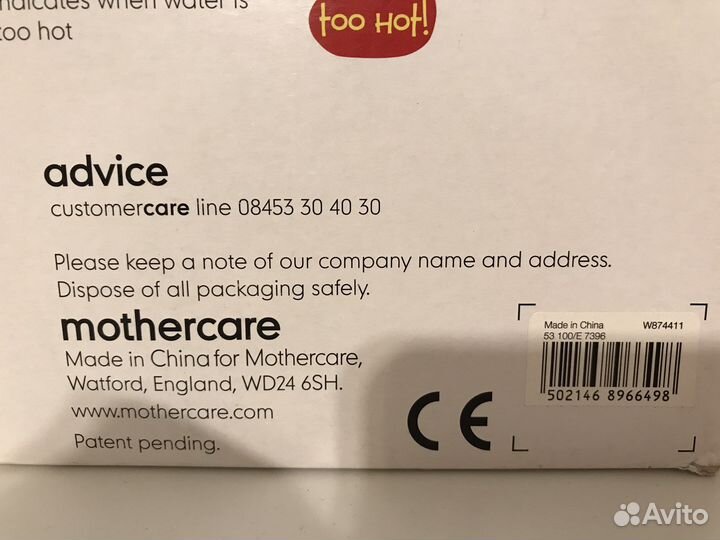 indicates when water is
too hot
too Hot!
advice
customercare line 08453 30 40 30
Please keep a note of our company name and address.
Dispose of all packaging safely.
mothercare
Made in China for Mothercare,
Watford, England, WD24 6SH.
www.mothercare.com
Patent pending.
CE
Made in China W874411
53 100/E 7396
502146 8966498
Avito